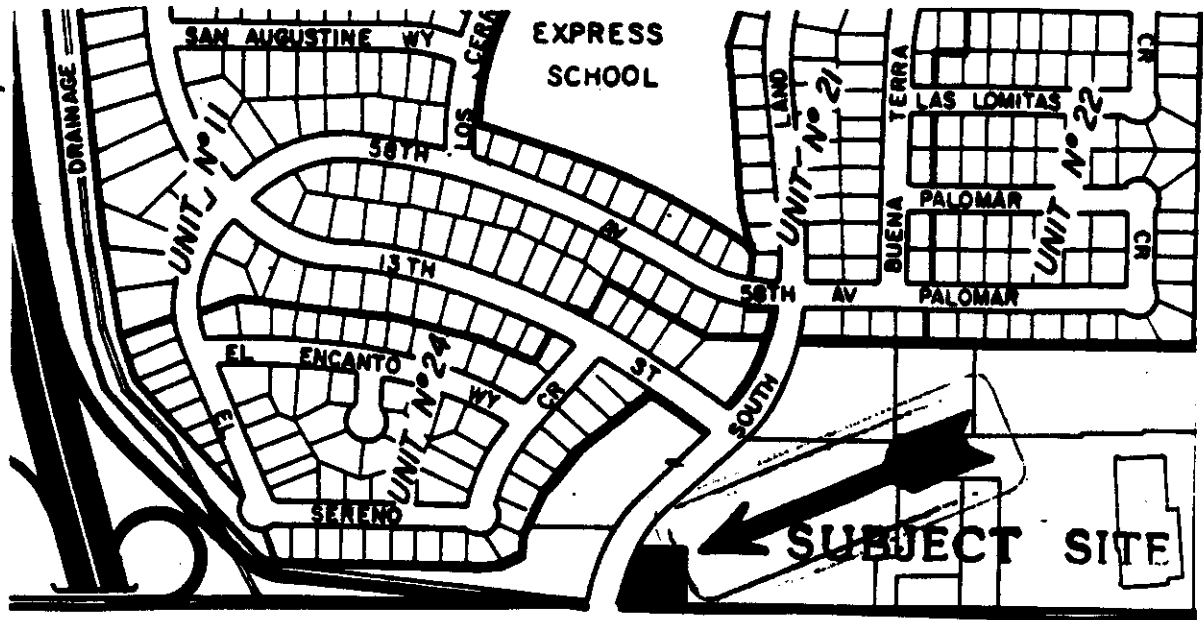 SAN AUGUSTINE WY
EXPRESS
SCHOOL
DRAINAGE
LOS
CERR
LAND
TERRA
BUENA
CR
UNIT Nº 11
UNIT Nº 21
LAS LOMITAS
UNIT Nº 22
58TH
BV
PALOMAR
CR
13TH
ST
58TH AV PALOMAR
EL ENCANTO WY
CR
UNIT Nº 24
EL
SERENO
SOUTH
SUBJECT SITE